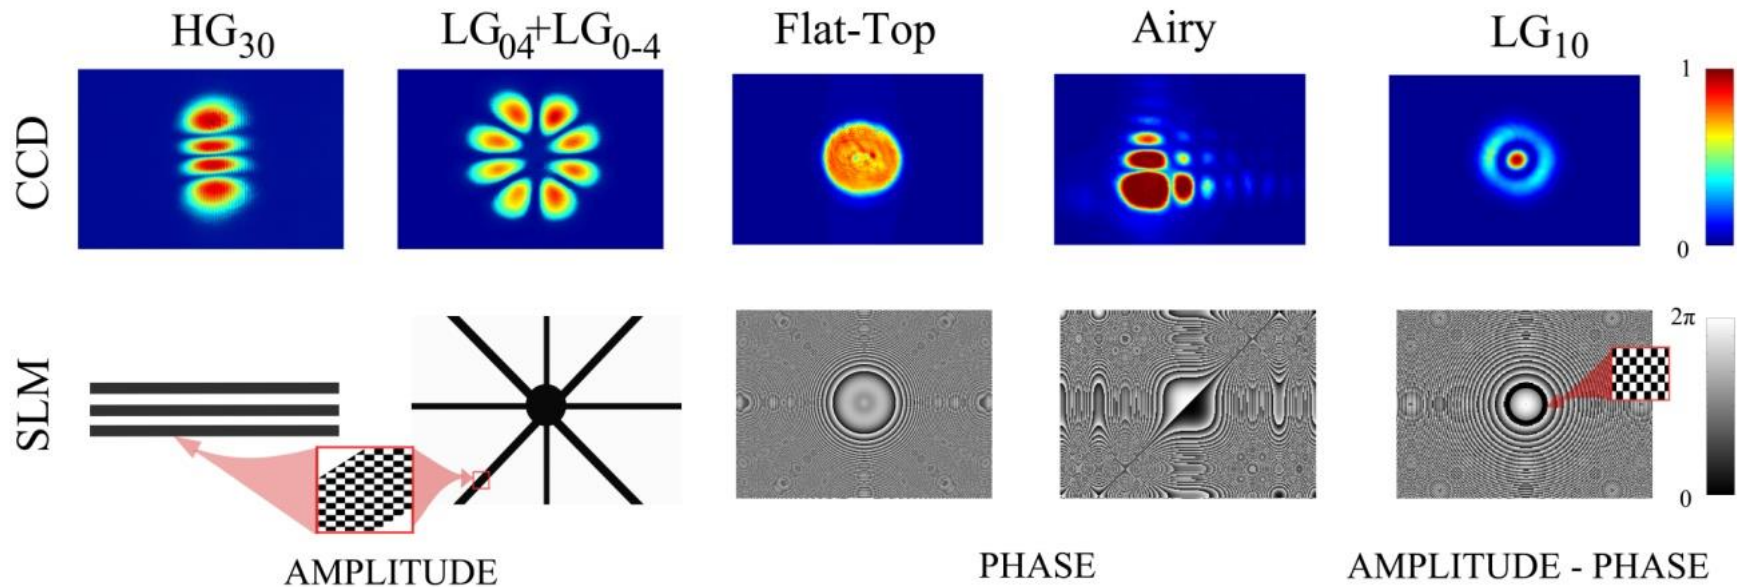 HG₃₀
LG₀₄+LG₀₋₄
Flat-Top
Airy
LG₁₀
CCD
1
0
SLM
2π
0
AMPLITUDE
PHASE
AMPLITUDE - PHASE